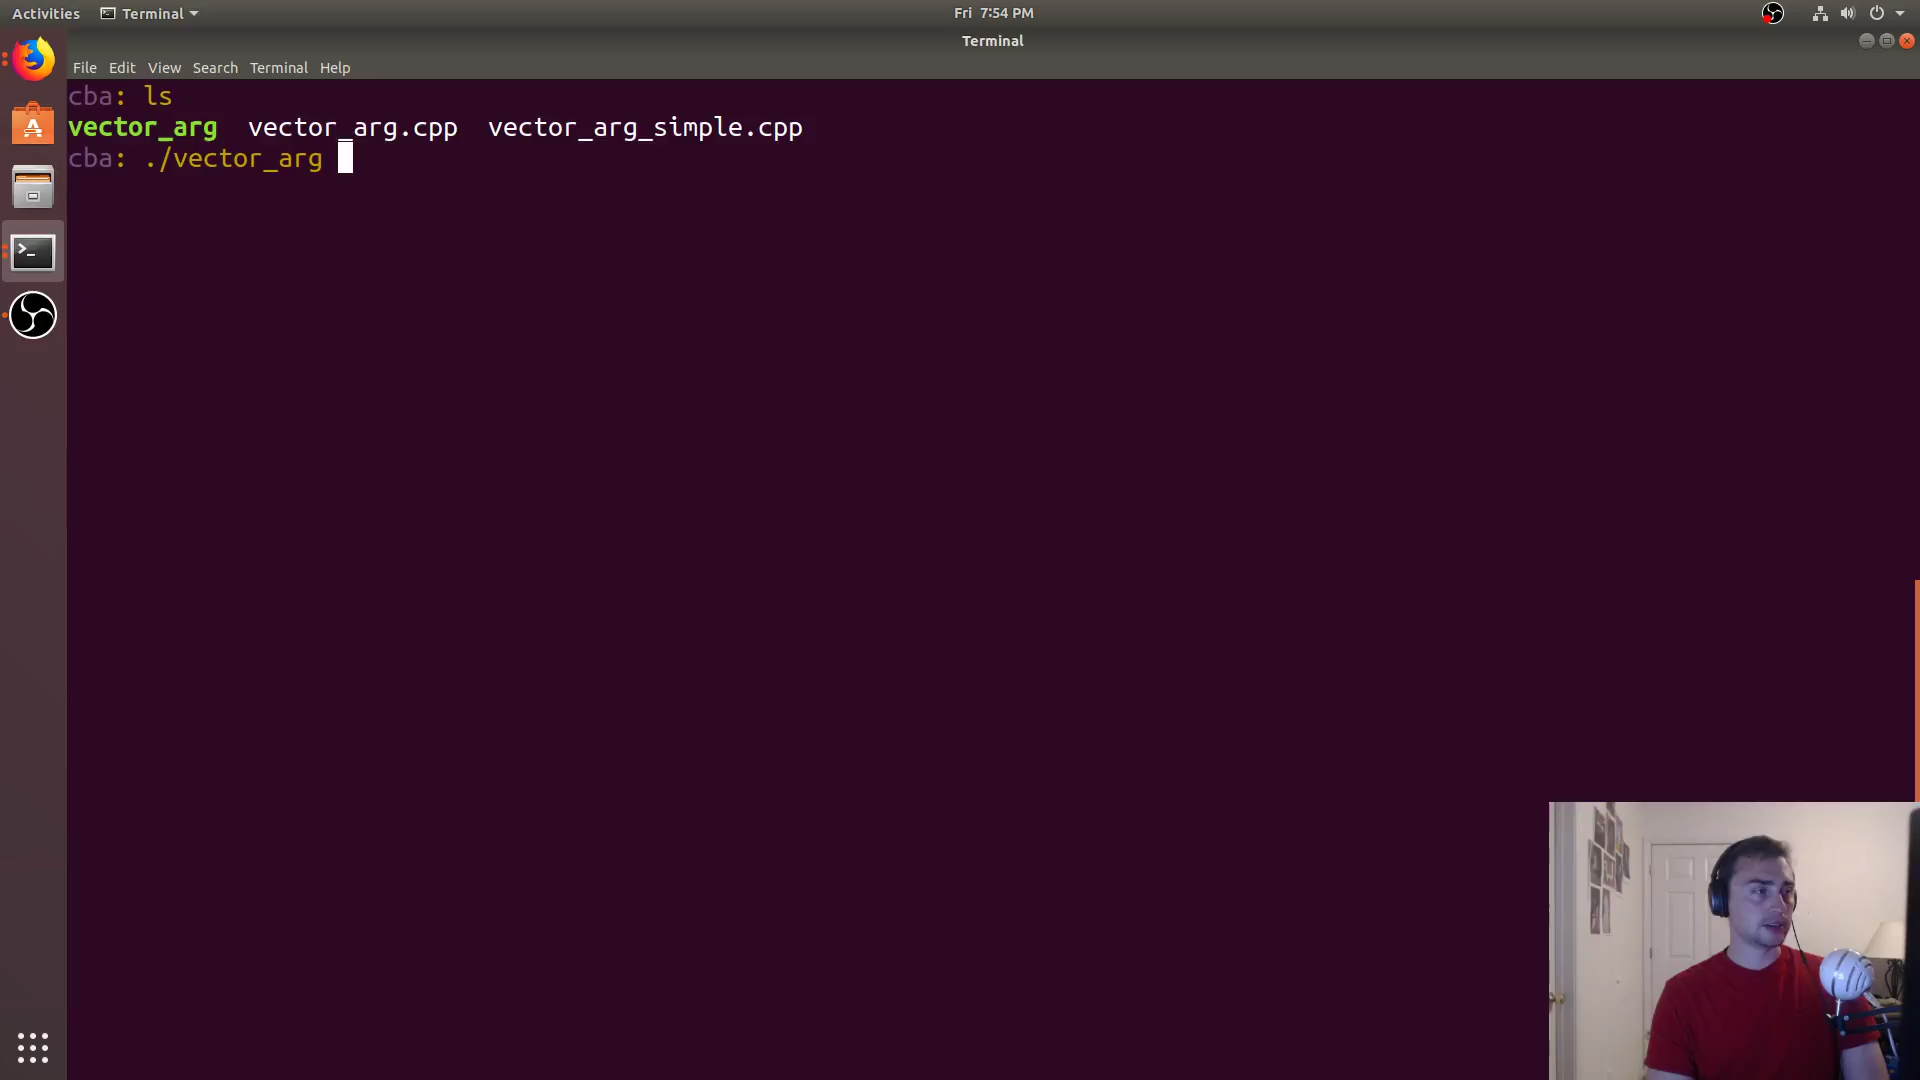 Activities Terminal Fri 7:54 PM
Terminal
File Edit View Search Terminal Help
cba: ls
vector_arg vector_arg.cpp vector_arg_simple.cpp
cba: ./vector_arg